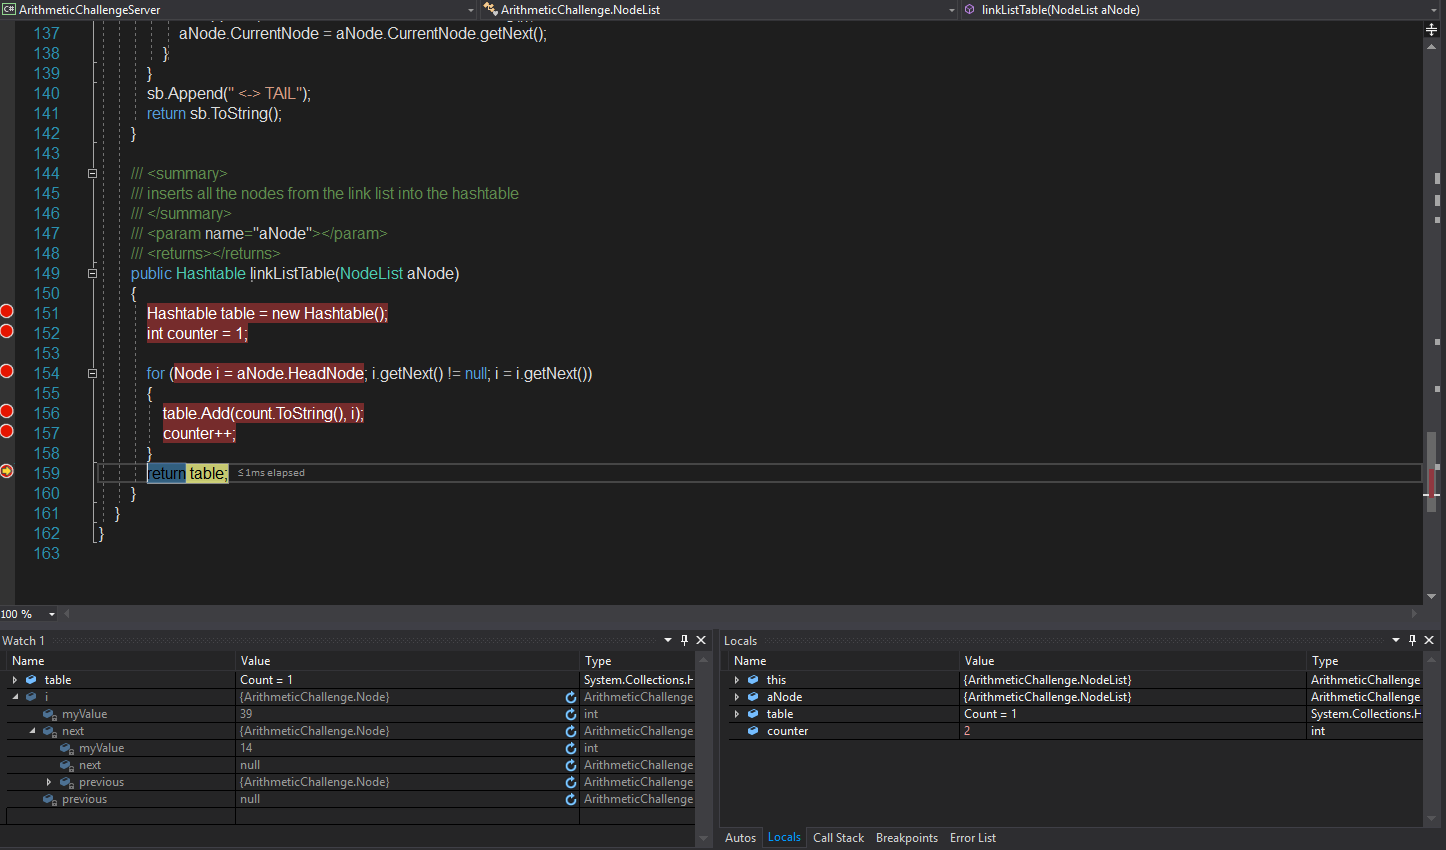 C# ArithmeticChallengeServer
ArithmeticChallenge.NodeList
linkListTable(NodeList aNode)
137 aNode.CurrentNode = aNode.CurrentNode.getNext();
138 }
139 }
140 sb.Append(" <-> TAIL");
141 return sb.ToString();
142 }
143
144 /// <summary>
145 /// inserts all the nodes from the link list into the hashtable
146 /// </summary>
147 /// <param name="aNode"></param>
148 /// <returns></returns>
149 public Hashtable linkListTable(NodeList aNode)
150 {
151 Hashtable table = new Hashtable();
152 int counter = 1;
153
154 for (Node i = aNode.HeadNode; i.getNext() != null; i = i.getNext())
155 {
156 table.Add(count.ToString(), i);
157 counter++;
158 }
159 return table; ≤1ms elapsed
160 }
161 }
162 }
163
100 %
Watch 1
Name Value Type
table Count = 1 System.Collections.H
i {ArithmeticChallenge.Node} ArithmeticChallenge
myValue 39 int
next {ArithmeticChallenge.Node} ArithmeticChallenge
myValue 14 int
next null ArithmeticChallenge
previous {ArithmeticChallenge.Node} ArithmeticChallenge
previous null ArithmeticChallenge
Locals
Name Value Type
this {ArithmeticChallenge.NodeList} ArithmeticChallenge
aNode {ArithmeticChallenge.NodeList} ArithmeticChallenge
table Count = 1 System.Collections.H
counter 2 int
Autos Locals Call Stack Breakpoints Error List